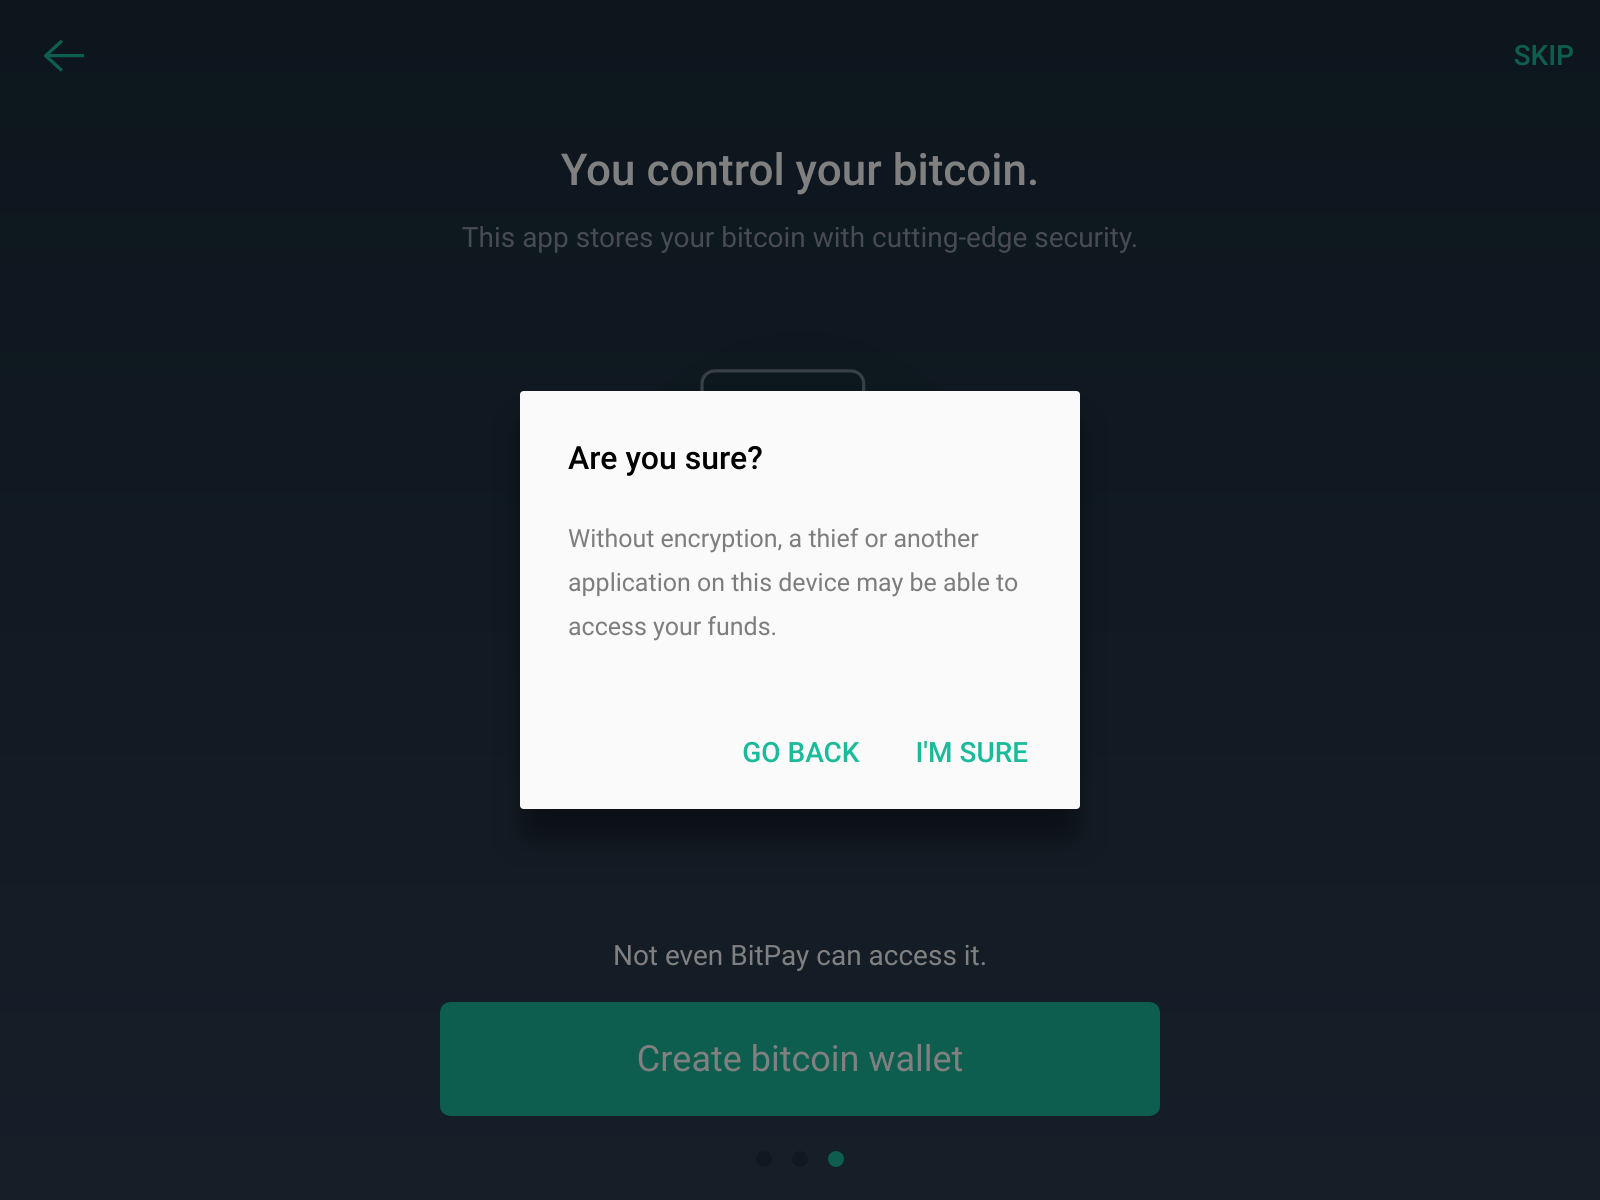 SKIP
You control your bitcoin.
This app stores your bitcoin with cutting-edge security.
Are you sure?
Without encryption, a thief or another
application on this device may be able to
access your funds.
GO BACK I'M SURE
Not even BitPay can access it.
Create bitcoin wallet